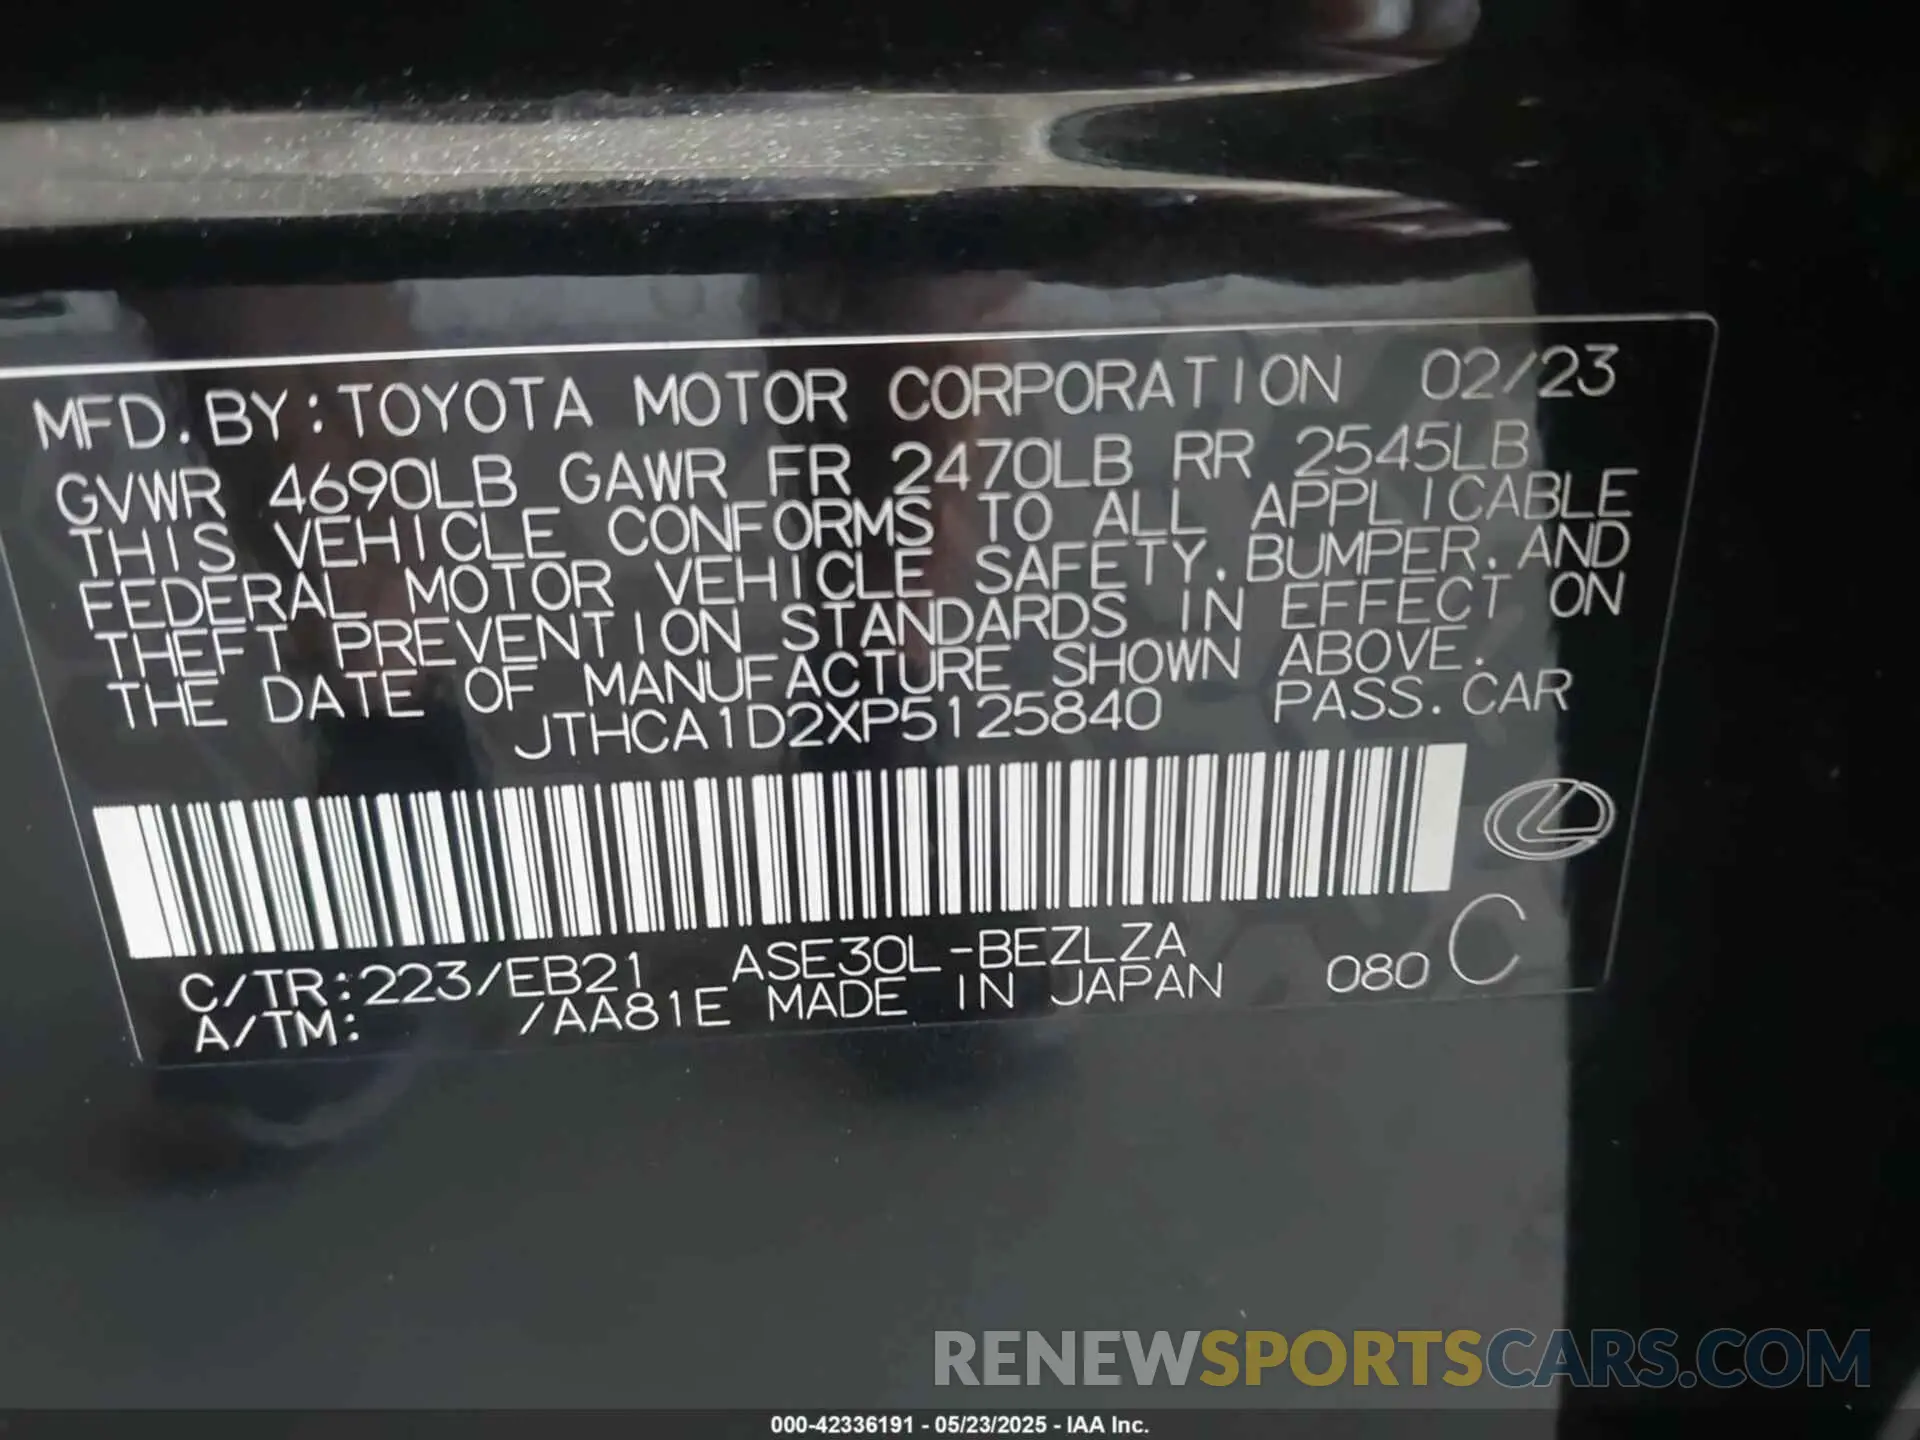 MFD.BY:TOYOTA MOTOR CORPORATION 02/23
GVWR 4690LB GAWR FR 2470LB RR 2545LB
THIS VEHICLE CONFORMS TO ALL APPLICABLE
FEDERAL MOTOR VEHICLE SAFETY.BUMPER.AND
THEFT PREVENTION STANDARDS IN EFFECT ON
THE DATE OF MANUFACTURE SHOWN ABOVE.
JTHCA1D2XP5125840 PASS.CAR
C/TR:223/EB21 ASE30L-BEZLZA
A/TM: /AA81E MADE IN JAPAN 080 C
RENEWSPORTSCARS.COM
000-42336191 - 05/23/2025 - IAA Inc.